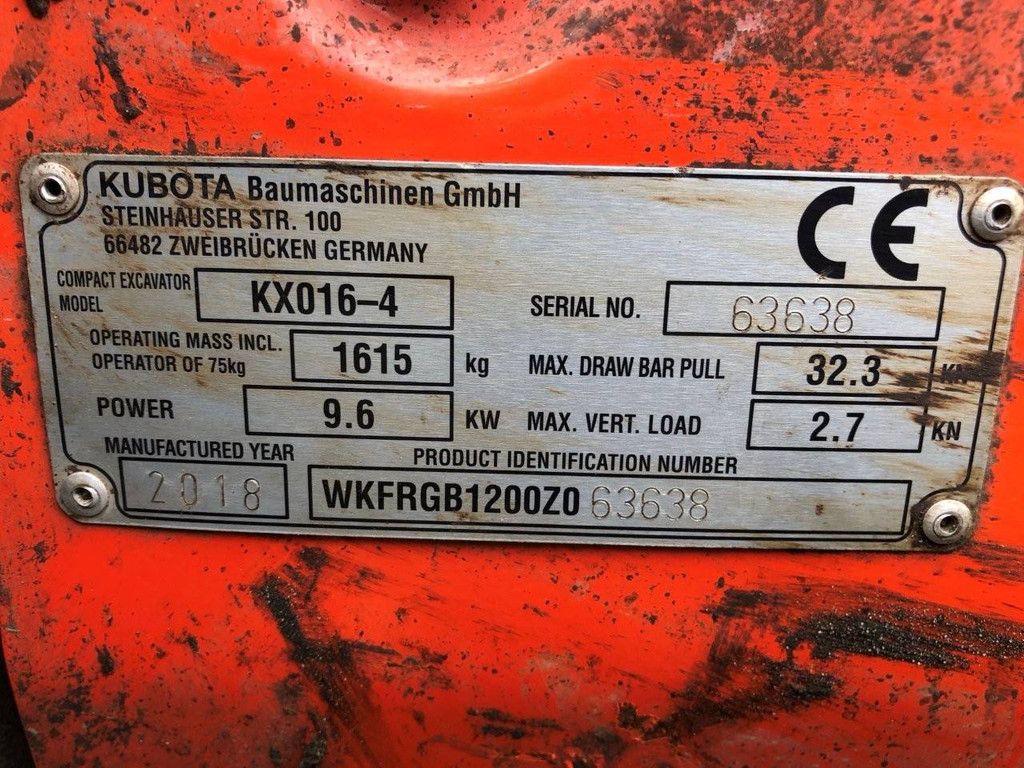 KUBOTA Baumaschinen GmbH
STEINHÄUSER STR. 100
66482 ZWEIBRÜCKEN GERMANY
CE
COMPACT EXCAVATOR MODEL KX016-4
SERIAL NO. 63638
OPERATING MASS INCL. OPERATOR OF 75kg 1615 kg
MAX. DRAW BAR PULL 32.3 KN
POWER 9.6 KW
MAX. VERT. LOAD 2.7 KN
MANUFACTURED YEAR 2018
PRODUCT IDENTIFICATION NUMBER
WKFRGB1200Z0 63638